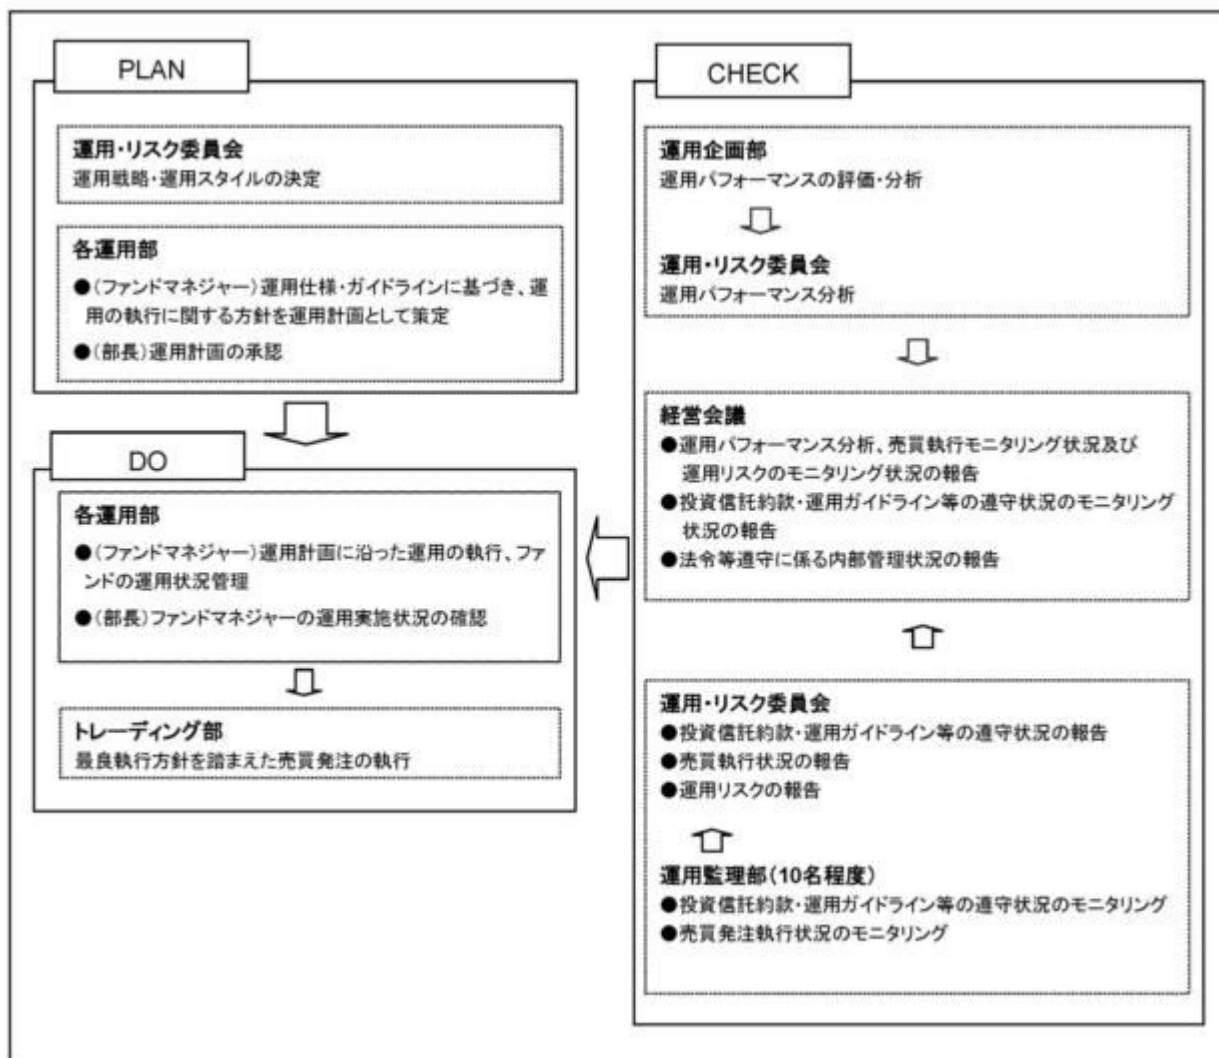 PLAN
運用・リスク委員会
運用戦略・運用スタイルの決定
各運用部
●（ファンドマネジャー）運用仕様・ガイドラインに基づき、運
用の執行に関する方針を運用計画として策定
●（部長）運用計画の承認
DO
各運用部
●（ファンドマネジャー）運用計画に沿った運用の執行、ファ
ンドの運用状況管理
●（部長）ファンドマネジャーの運用実施状況の確認
トレーディング部
最良執行方針を踏まえた売買発注の執行
CHECK
運用企画部
運用パフォーマンスの評価・分析
運用・リスク委員会
運用パフォーマンス分析
経営会議
●運用パフォーマンス分析、売買執行モニタリング状況及び
運用リスクのモニタリング状況の報告
●投資信託約款・運用ガイドライン等の遵守状況のモニタリング
状況の報告
●法令等遵守に係る内部管理状況の報告
運用・リスク委員会
●投資信託約款・運用ガイドライン等の遵守状況の報告
●売買執行状況の報告
●運用リスクの報告
運用監理部（10名程度）
●投資信託約款・運用ガイドライン等の遵守状況のモニタリング
●売買発注執行状況のモニタリング